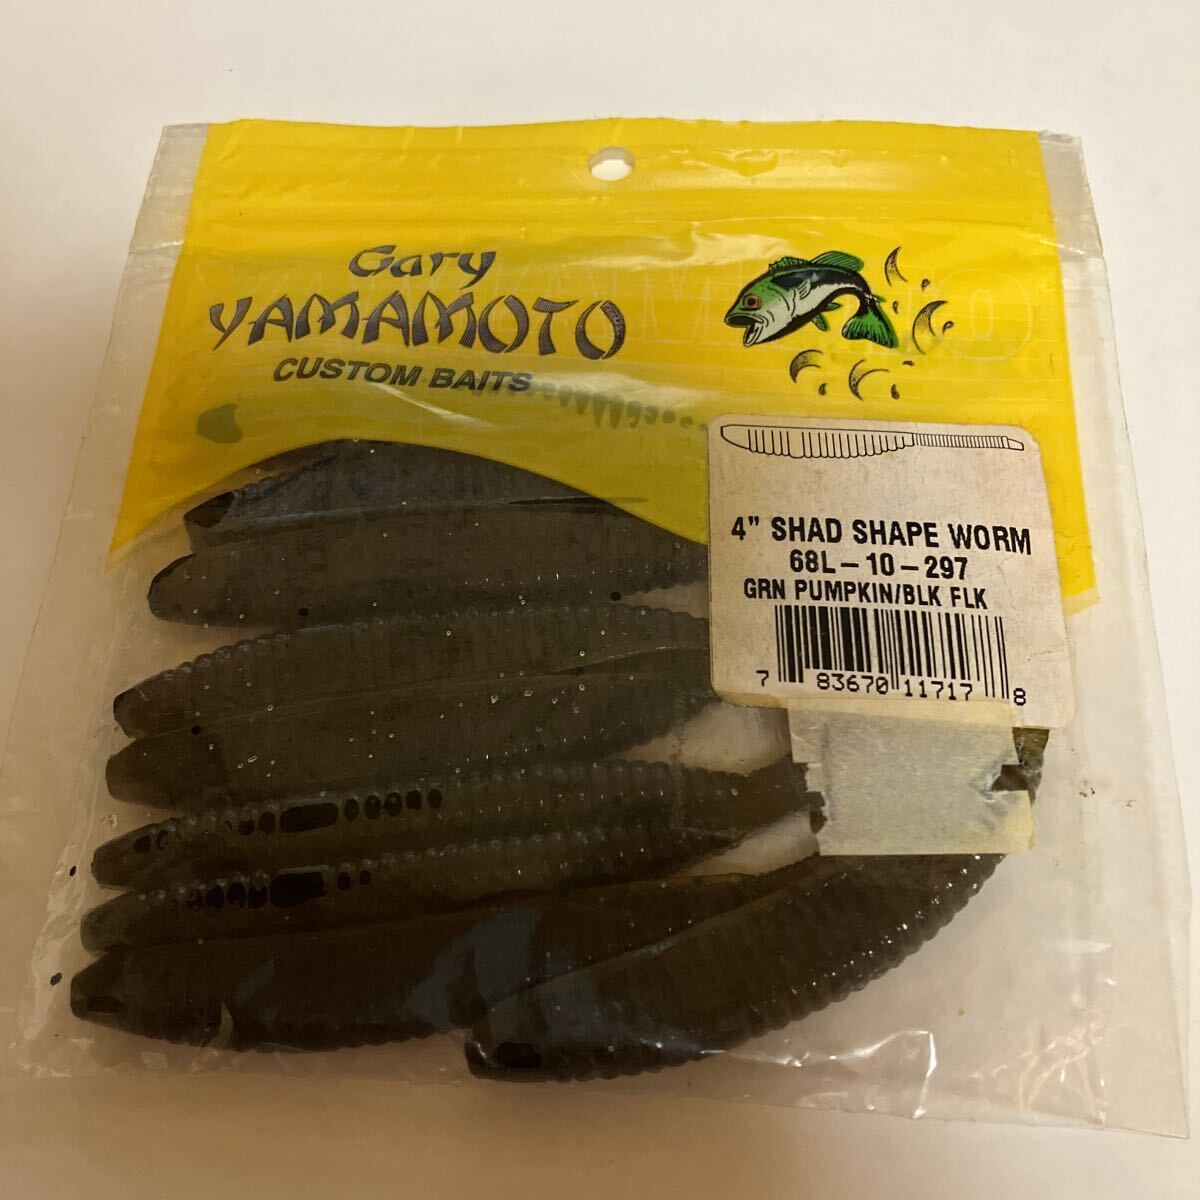 Gary
YAMAMOTO
CUSTOM BAITS
4" SHAD SHAPE WORM
68L-10-297
GRN PUMPKIN/BLK FLK
7 83670 11717 8